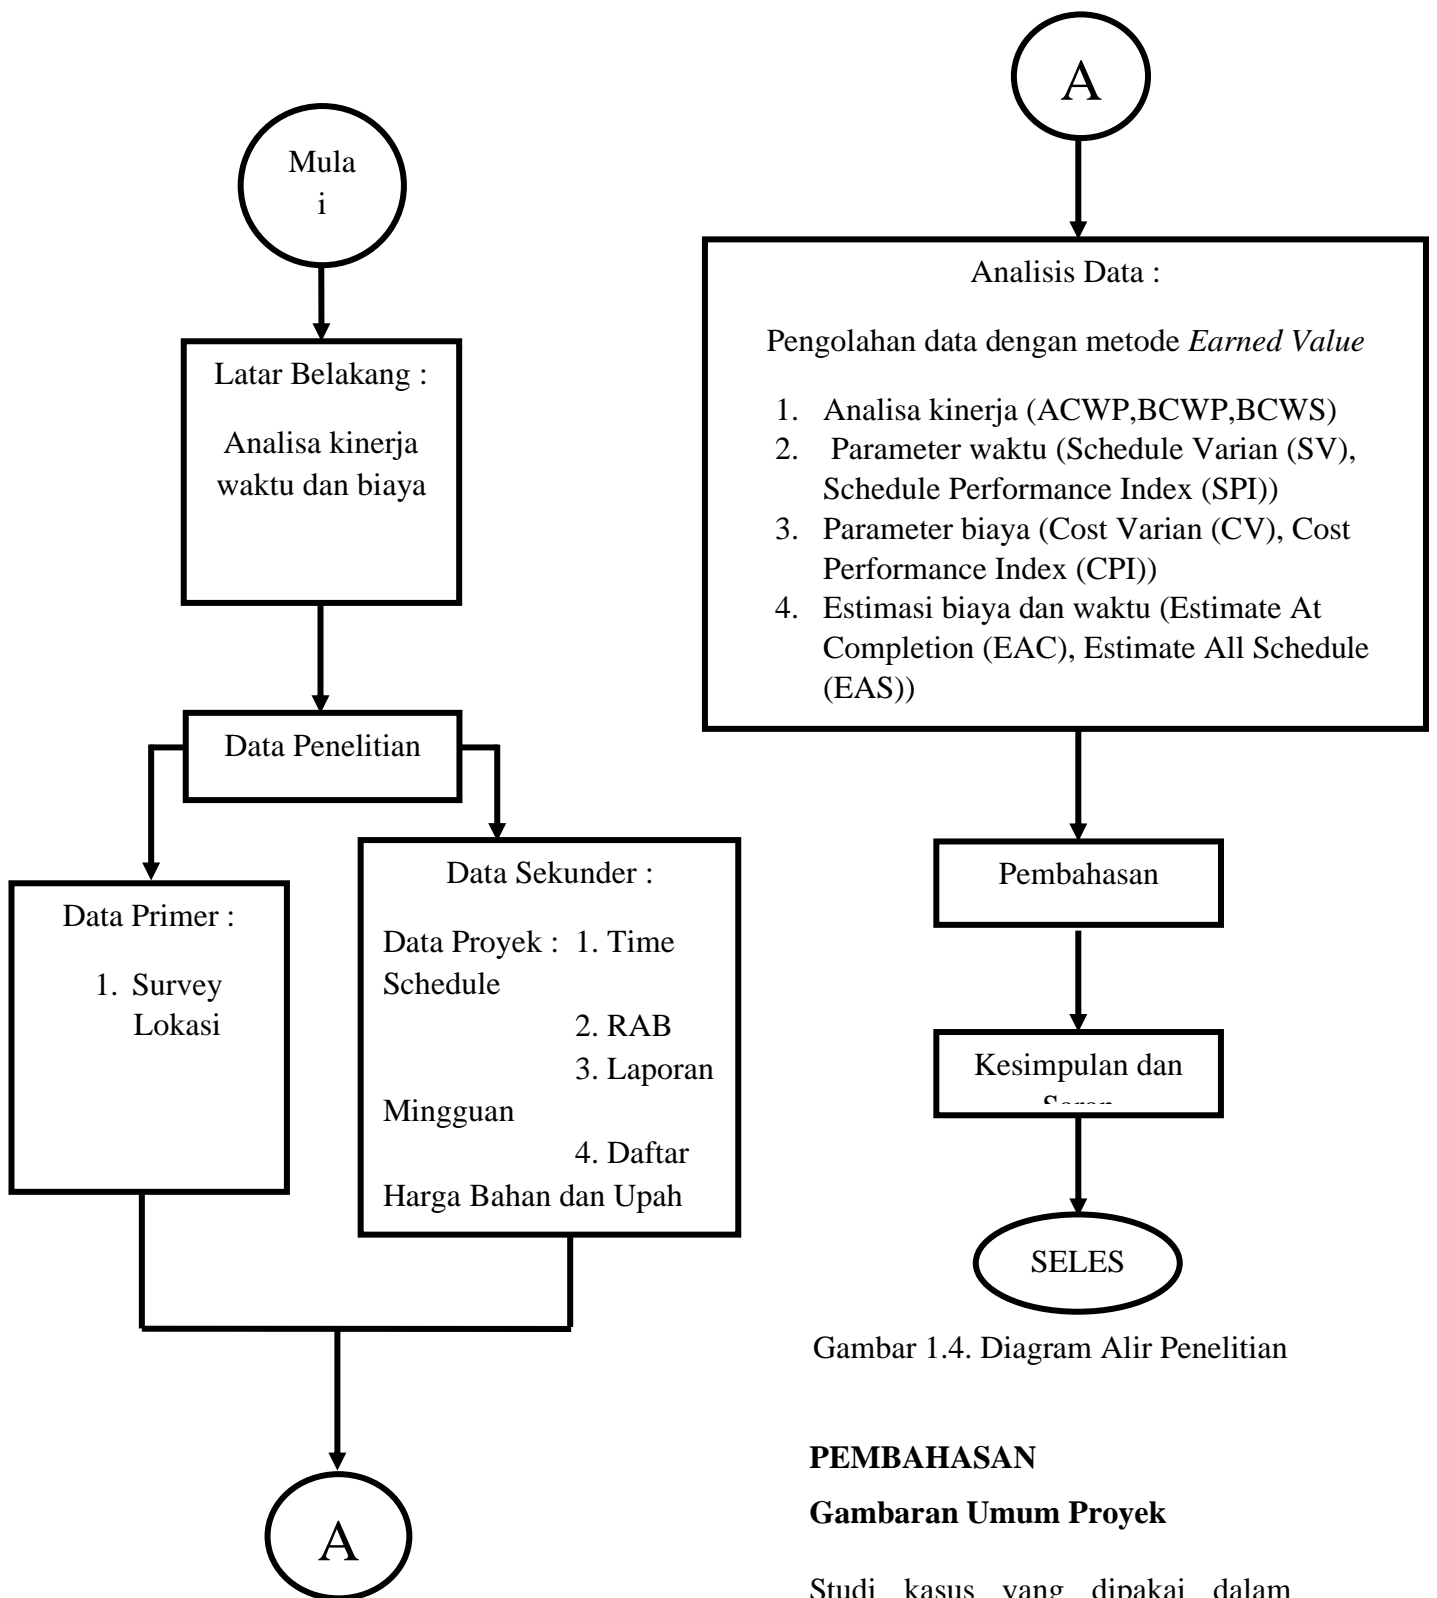 Mula
i
Latar Belakang :
Analisa kinerja
waktu dan biaya
Data Penelitian
Data Primer :
1. Survey
Lokasi
Data Sekunder :
Data Proyek : 1. Time
Schedule
2. RAB
3. Laporan
Mingguan
4. Daftar
Harga Bahan dan Upah
A
A
Analisis Data :
Pengolahan data dengan metode Earned Value
1. Analisa kinerja (ACWP,BCWP,BCWS)
2. Parameter waktu (Schedule Varian (SV),
Schedule Performance Index (SPI))
3. Parameter biaya (Cost Varian (CV), Cost
Performance Index (CPI))
4. Estimasi biaya dan waktu (Estimate At
Completion (EAC), Estimate All Schedule
(EAS))
Pembahasan
Kesimpulan dan
SELES
Gambar 1.4. Diagram Alir Penelitian
PEMBAHASAN
Gambaran Umum Proyek
Studi kasus yang dipakai dalam